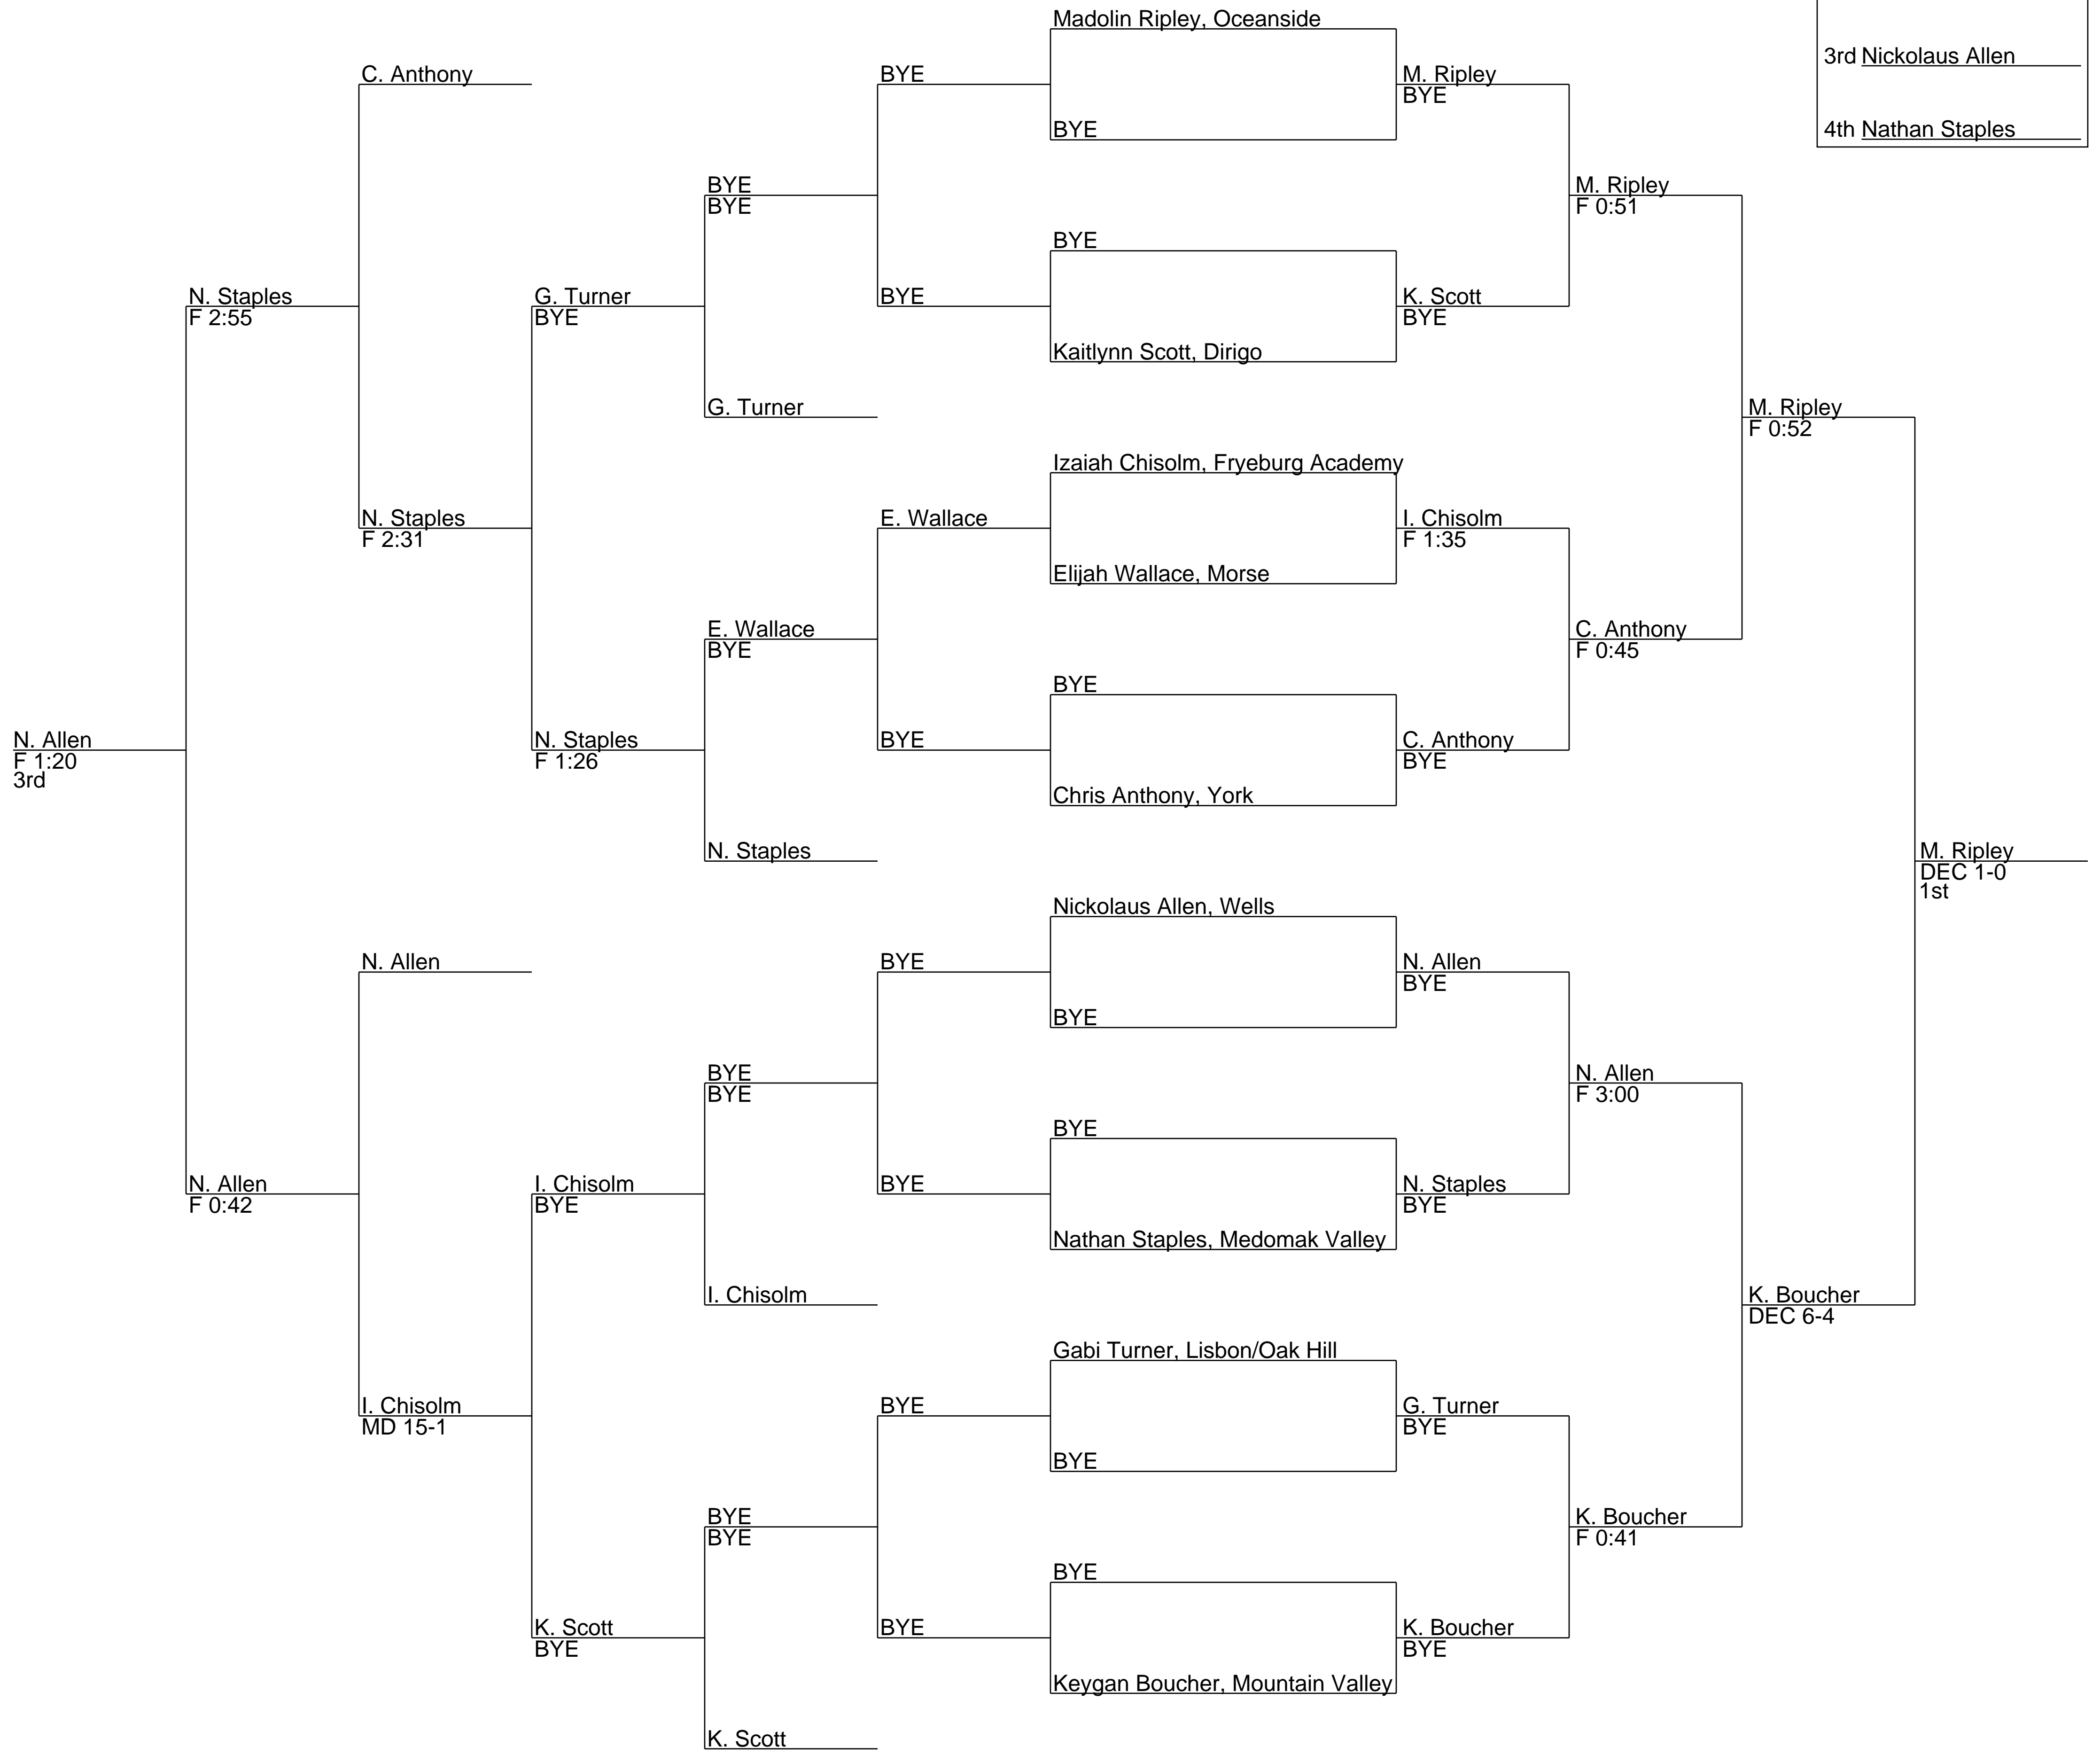 Madolin Ripley, Oceanside
3rd Nickolaus Allen
C. Anthony
BYE
M. Ripley
BYE
BYE
4th Nathan Staples
BYE
BYE
M. Ripley
F 0:51
BYE
N. Staples
F 2:55
G. Turner
BYE
BYE
K. Scott
BYE
Kaitlynn Scott, Dirigo
G. Turner
M. Ripley
F 0:52
Izaiah Chisolm, Fryeburg Academy
N. Staples
F 2:31
E. Wallace
I. Chisolm
F 1:35
Elijah Wallace, Morse
E. Wallace
BYE
C. Anthony
F 0:45
BYE
N. Allen
F 1:20
3rd
N. Staples
F 1:26
BYE
C. Anthony
BYE
Chris Anthony, York
N. Staples
M. Ripley
DEC 1-0
1st
Nickolaus Allen, Wells
N. Allen
BYE
N. Allen
BYE
BYE
BYE
BYE
N. Allen
F 3:00
BYE
N. Allen
F 0:42
I. Chisolm
BYE
BYE
N. Staples
BYE
Nathan Staples, Medomak Valley
I. Chisolm
K. Boucher
DEC 6-4
Gabi Turner, Lisbon/Oak Hill
I. Chisolm
MD 15-1
BYE
G. Turner
BYE
BYE
BYE
BYE
K. Boucher
F 0:41
BYE
K. Scott
BYE
BYE
K. Boucher
BYE
Keygan Boucher, Mountain Valley
K. Scott